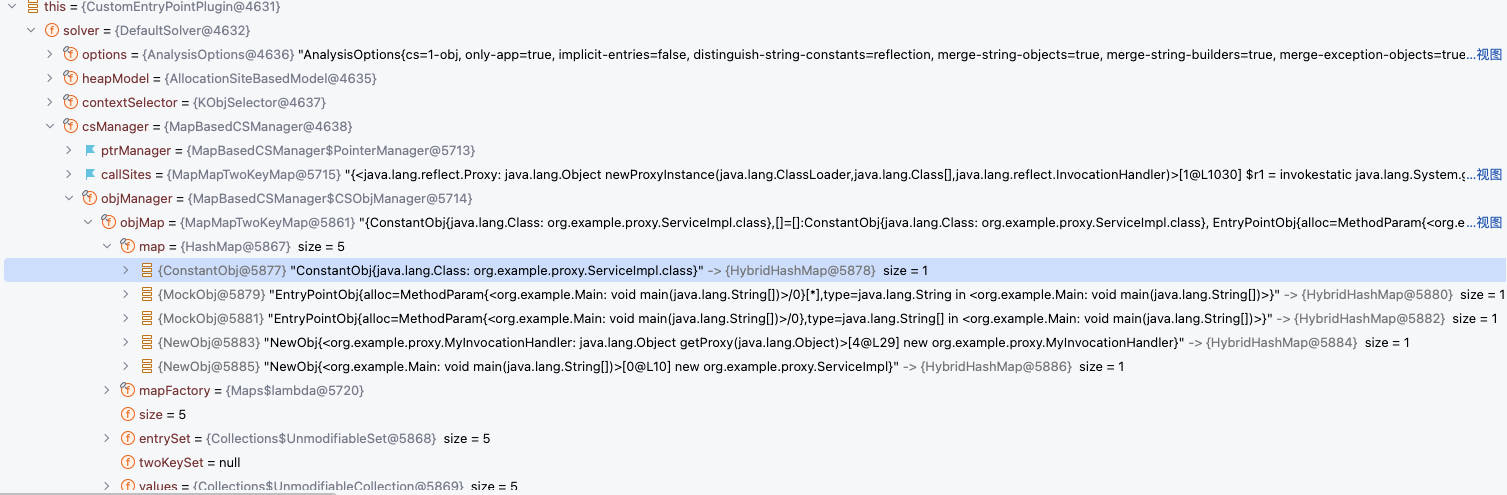 this = {CustomEntryPointPlugin@4631}
solver = {DefaultSolver@4632}
options = {AnalysisOptions@4636} "AnalysisOptions{cs=1-obj, only-app=true, implicit-entries=false, distinguish-string-constants=reflection, merge-string-objects=true, merge-string-builders=true, merge-exception-objects=true...视图
heapModel = {AllocationSiteBasedModel@4635}
contextSelector = {KObjSelector@4637}
csManager = {MapBasedCSManager@4638}
ptrManager = {MapBasedCSManager$PointerManager@5713}
callSites = {MapMapTwoKeyMap@5715} "{<java.lang.reflect.Proxy: java.lang.Object newProxyInstance(java.lang.ClassLoader,java.lang.Class[],java.lang.reflect.InvocationHandler)>[1@L1030] $r1 = invokestatic java.lang.System.g...视图
objManager = {MapBasedCSManager$CSObjManager@5714}
objMap = {MapMapTwoKeyMap@5861} "{ConstantObj{java.lang.Class: org.example.proxy.ServiceImpl.class},[]=[]:ConstantObj{java.lang.Class: org.example.proxy.ServiceImpl.class}, EntryPointObj{alloc=MethodParam{<org.e...视图
map = {HashMap@5867} size = 5
{ConstantObj@5877} "ConstantObj{java.lang.Class: org.example.proxy.ServiceImpl.class}" -> {HybridHashMap@5878} size = 1
{MockObj@5879} "EntryPointObj{alloc=MethodParam{<org.example.Main: void main(java.lang.String[])>/0}[*],type=java.lang.String in <org.example.Main: void main(java.lang.String[])>}" -> {HybridHashMap@5880} size = 1
{MockObj@5881} "EntryPointObj{alloc=MethodParam{<org.example.Main: void main(java.lang.String[])>/0},type=java.lang.String[] in <org.example.Main: void main(java.lang.String[])>}" -> {HybridHashMap@5882} size = 1
{NewObj@5883} "NewObj{<org.example.proxy.MyInvocationHandler: java.lang.Object getProxy(java.lang.Object)>[4@L29] new org.example.proxy.MyInvocationHandler}" -> {HybridHashMap@5884} size = 1
{NewObj@5885} "NewObj{<org.example.Main: void main(java.lang.String[])>[0@L10] new org.example.proxy.ServiceImpl}" -> {HybridHashMap@5886} size = 1
mapFactory = {Maps$lambda@5720}
size = 5
entrySet = {Collections$UnmodifiableSet@5868} size = 5
twoKeySet = null
values = {Collections$UnmodifiableCollection@5869} size = 5